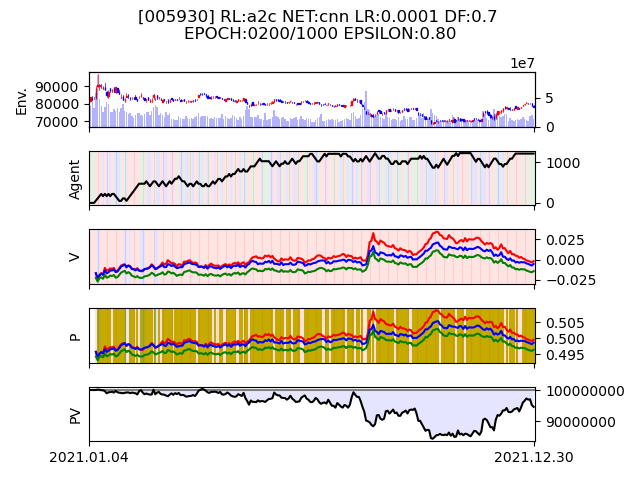 [005930] RL:a2c NET:cnn LR:0.0001 DF:0.7
EPOCH:0200/1000 EPSILON:0.80
1e7
Env.
90000
80000
70000
5
0
Agent
1000
0
V
0.025
0.000
−0.025
P
0.505
0.500
0.495
PV
100000000
90000000
2021.01.04
2021.12.30